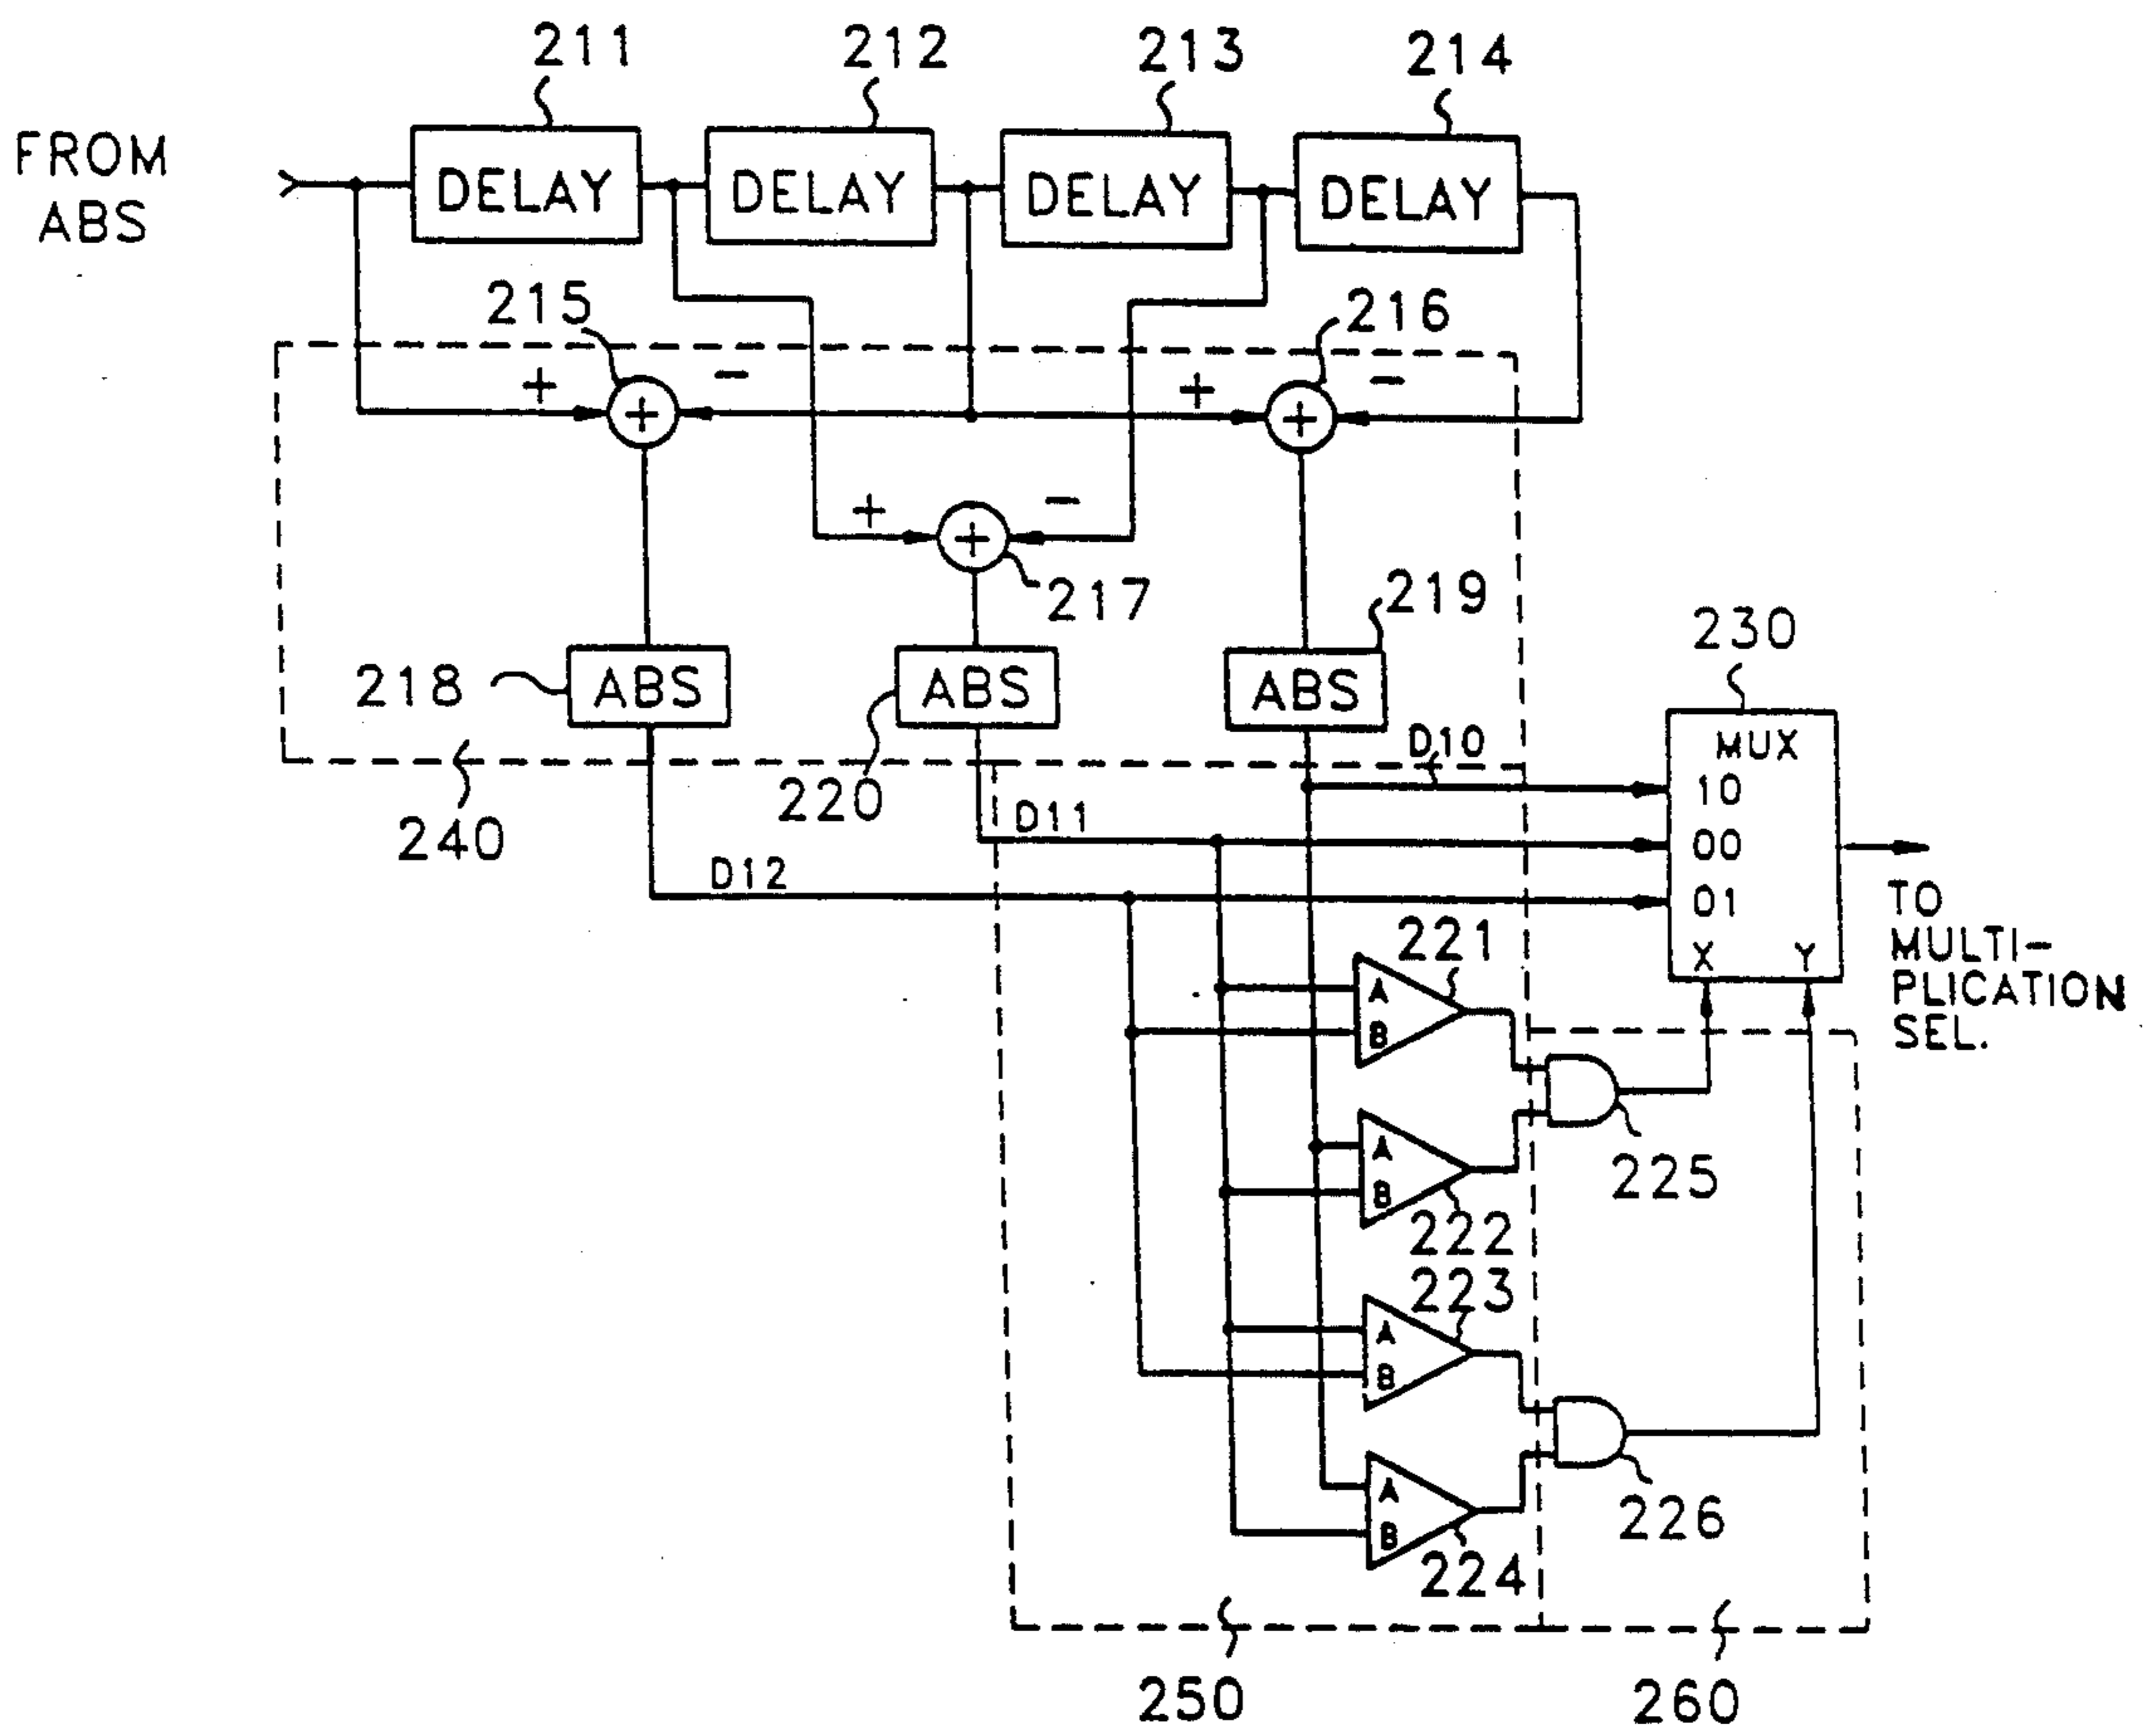 211
212
213
214
FROM
ABS
DELAY
DELAY
DELAY
DELAY
215
216
+
−
+
−
+
+
+
−
+
217
219
230
218
ABS
ABS
ABS
220
240
D10
D11
D12
MUX
10
00
01
X Y
TO
MULTI-
PLICATION
SEL.
221
A
B
225
A
B
222
223
A
B
226
A
B
224
250
260